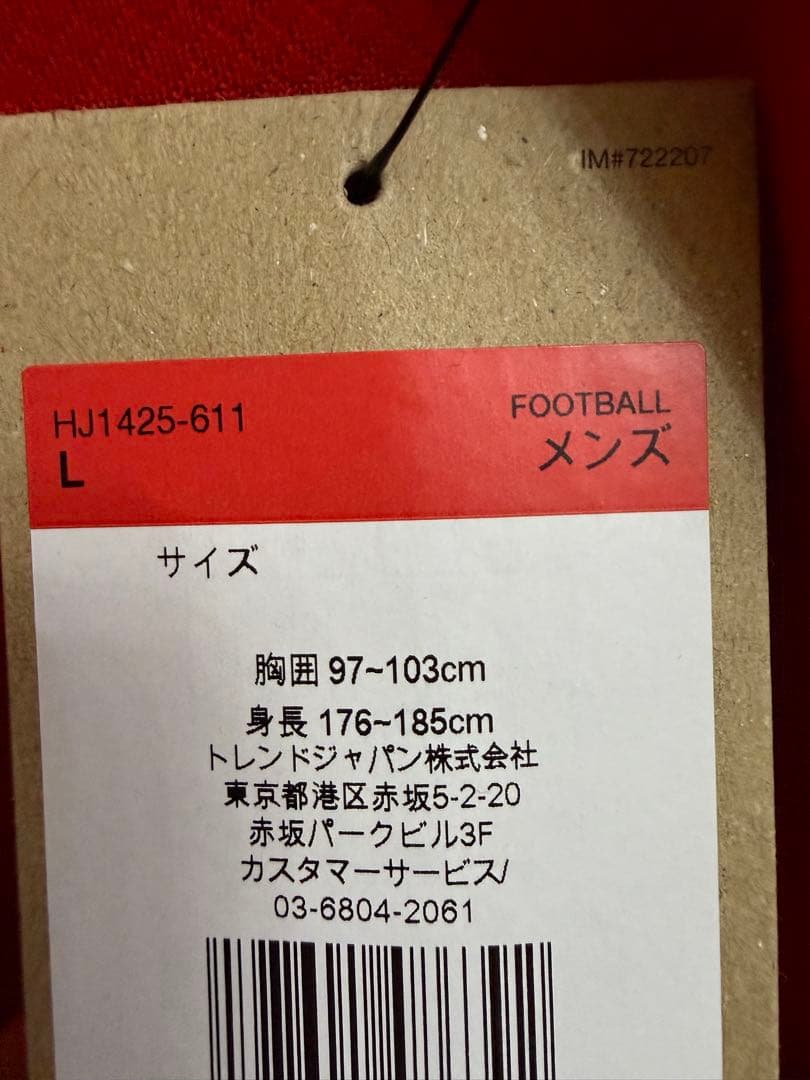 IM#722207
HJ1425-611
FOOTBALL
L
メンズ
サイズ
胸囲 97~103cm
身長 176~185cm
トレンドジャパン株式会社
東京都港区赤坂5-2-20
赤坂パークビル3F
カスタマーサービス/
03-6804-2061